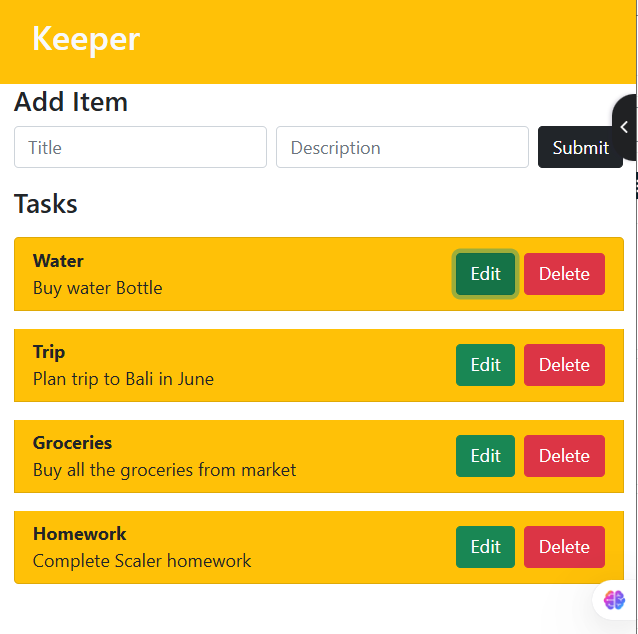 Keeper
Add Item
Title Description Submit
Tasks
Water
Buy water Bottle
Edit Delete
Trip
Plan trip to Bali in June
Edit Delete
Groceries
Buy all the groceries from market
Edit Delete
Homework
Complete Scaler homework
Edit Delete